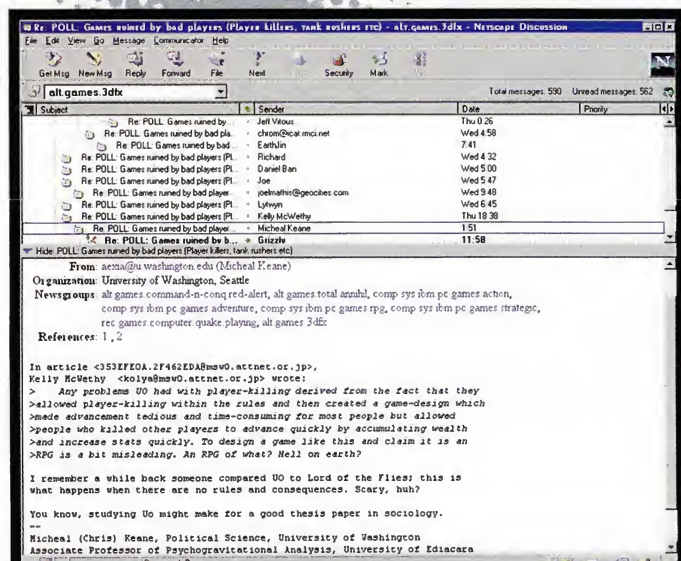 Re: POLL: Games ruined by bad players (Player killers, tank rushers etc) - alt.games.3dfx - Netscape Discussion
File Edit View Go Message Communicator Help
Get Msg New Msg Reply Forward File Next Security Mark
N
alt.games.3dfx Total messages: 590 Unread messages: 562
Subject Sender Date Priority
Re: POLL: Games ruined by... Jeff Vitous Thu 0:26
Re: POLL: Games ruined by bad pla... chrom@icat.rmci.net Wed 4:58
Re: POLL: Games ruined by bad... EarthJin 7:41
Re: POLL: Games ruined by bad players (Pl... Richard Wed 4:32
Re: POLL: Games ruined by bad players (Pl... Daniel Ban Wed 5:00
Re: POLL: Games ruined by bad players (Pl... Joe Wed 5:47
Re: POLL: Games ruined by bad player... joelmathis@geocities.com Wed 9:48
Re: POLL: Games ruined by bad players (Pl... Lytwyn Wed 6:45
Re: POLL: Games ruined by bad players (Pl... Kelly McWethy Thu 18:38
Re: POLL: Games ruined by bad player... Micheal Keane 1:51
Re: POLL: Games ruined by b... Grizzly 11:58
Hide: POLL: Games ruined by bad players (Player killers, tank rushers etc)
From: aexia@u.washington.edu (Micheal Keane)
Organization: University of Washington, Seattle
Newsgroups: alt.games.command-n-conq.red-alert, alt.games.total.annihil, comp.sys.ibm.pc.games.action,
comp.sys.ibm.pc.games.adventure, comp.sys.ibm.pc.games.rpg, comp.sys.ibm.pc.games.strategic,
rec.games.computer.quake.playing, alt.games.3dfx
References: 1 , 2
In article <353EFE0A.2F462EDA@msw0.attnet.or.jp>,
Kelly McWethy <kolya@msw0.attnet.or.jp> wrote:
> Any problems UO had with player-killing derived from the fact that they
>allowed player-killing within the rules and then created a game-design which
>made advancement tedious and time-consuming for most people but allowed
>people who killed other players to advance quickly by accumulating wealth
>and increase stats quickly. To design a game like this and claim it is an
>RPG is a bit misleading. An RPG of what? Hell on earth?
I remember a while back someone compared UO to Lord of the Flies; this is
what happens when there are no rules and consequences. Scary, huh?
You know, studying Uo might make for a good thesis paper in sociology.
--
Micheal (Chris) Keane, Political Science, University of Washington
Associate Professor of Psychogravitational Analysis, University of Ediacara